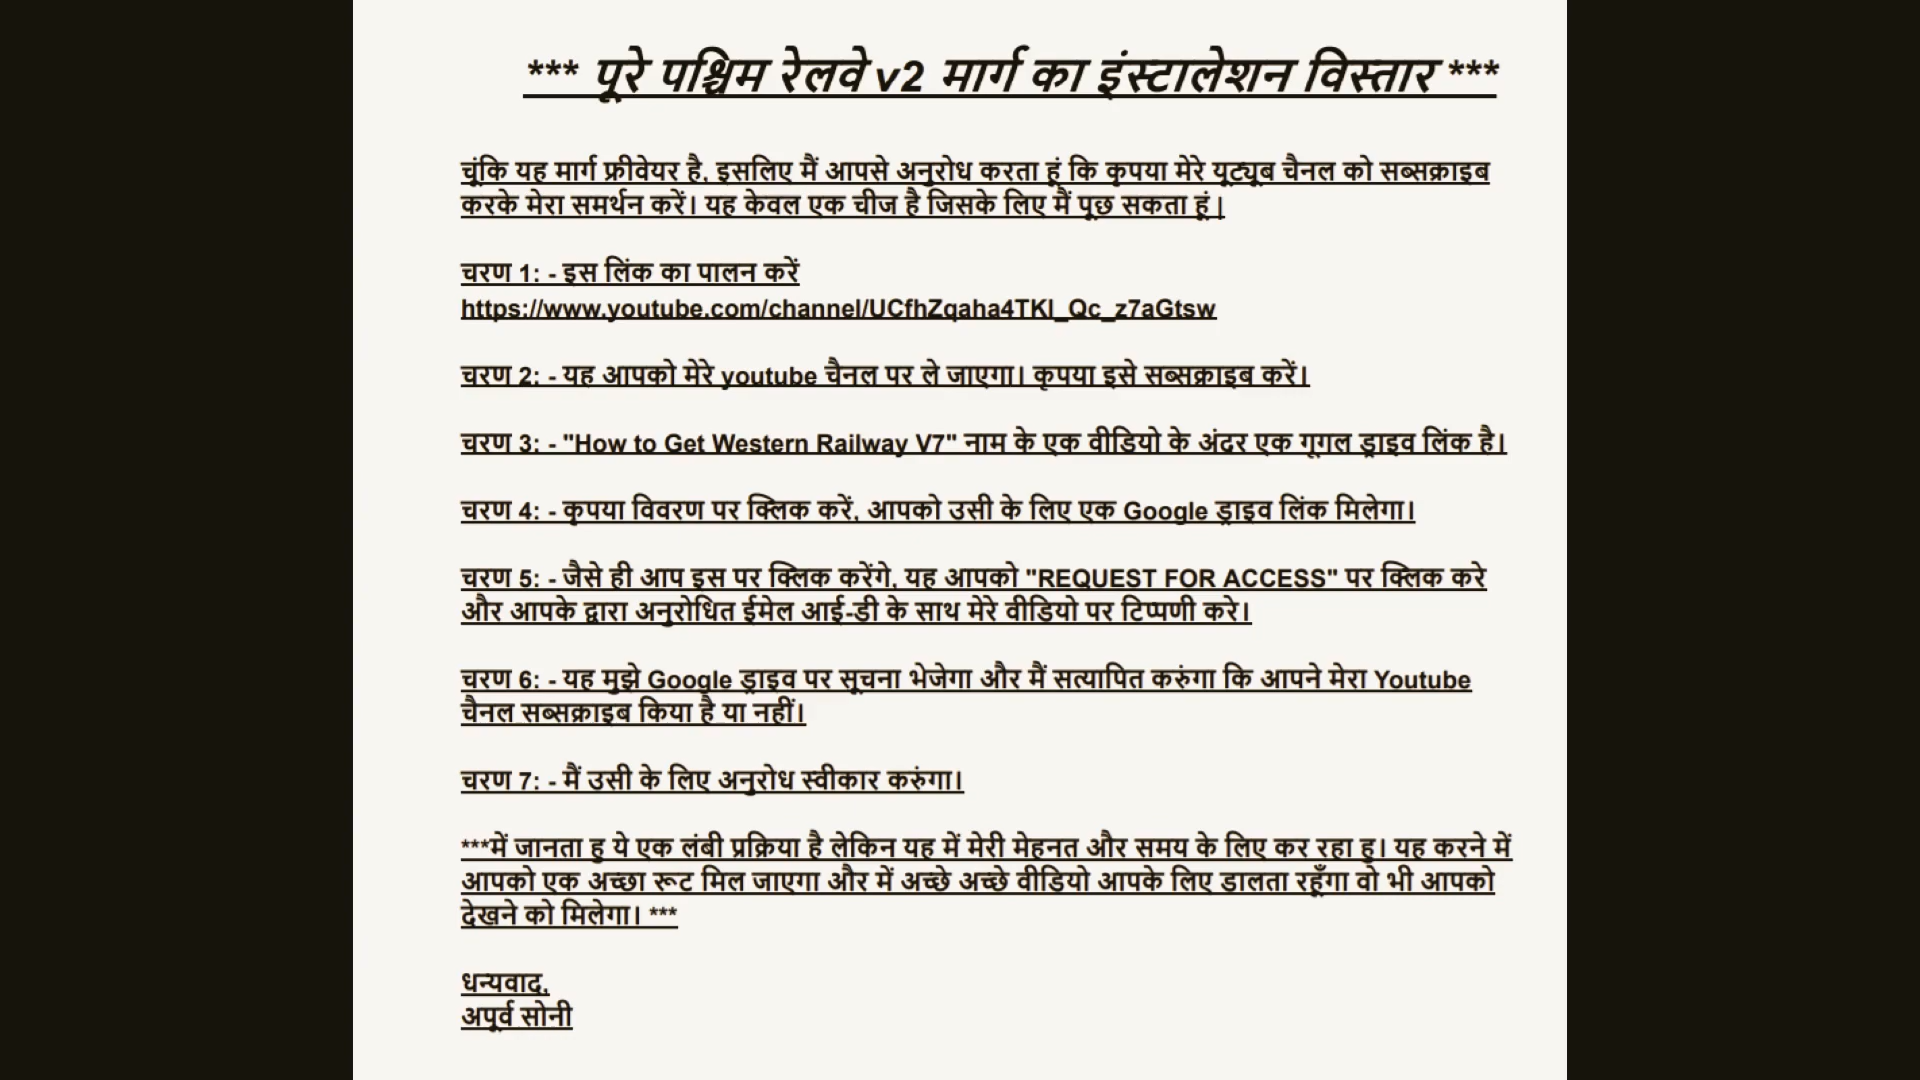 *** पूरे पश्चिम रेलवे v2 मार्ग का इंस्टालेशन विस्तार ***
चूंकि यह मार्ग फ्रीवेयर है, इसलिए मैं आपसे अनुरोध करता हूं कि कृपया मेरे यूट्यूब चैनल को सब्सक्राइब
करके मेरा समर्थन करें। यह केवल एक चीज है जिसके लिए मैं पूछ सकता हूं |
चरण 1: - इस लिंक का पालन करें
https://www.youtube.com/channel/UCfhZqaha4TKl_Qc_z7aGtsw
चरण 2: - यह आपको मेरे youtube चैनल पर ले जाएगा। कृपया इसे सब्सक्राइब करें।
चरण 3: - "How to Get Western Railway V7" नाम के एक वीडियो के अंदर एक गूगल ड्राइव लिंक है।
चरण 4: - कृपया विवरण पर क्लिक करें, आपको उसी के लिए एक Google ड्राइव लिंक मिलेगा।
चरण 5: - जैसे ही आप इस पर क्लिक करेंगे, यह आपको "REQUEST FOR ACCESS" पर क्लिक करे
और आपके द्वारा अनुरोधित ईमेल आई-डी के साथ मेरे वीडियो पर टिप्पणी करे।
चरण 6: - यह मुझे Google ड्राइव पर सूचना भेजेगा और मैं सत्यापित करुंगा कि आपने मेरा Youtube
चैनल सब्सक्राइब किया है या नहीं।
चरण 7: - मैं उसी के लिए अनुरोध स्वीकार करुंगा।
***में जानता हु ये एक लंबी प्रक्रिया है लेकिन यह में मेरी मेहनत और समय के लिए कर रहा हु। यह करने में
आपको एक अच्छा रूट मिल जाएगा और में अच्छे अच्छे वीडियो आपके लिए डालता रहूँगा वो भी आपको
देखने को मिलेगा। ***
धन्यवाद,
अपूर्व सोनी